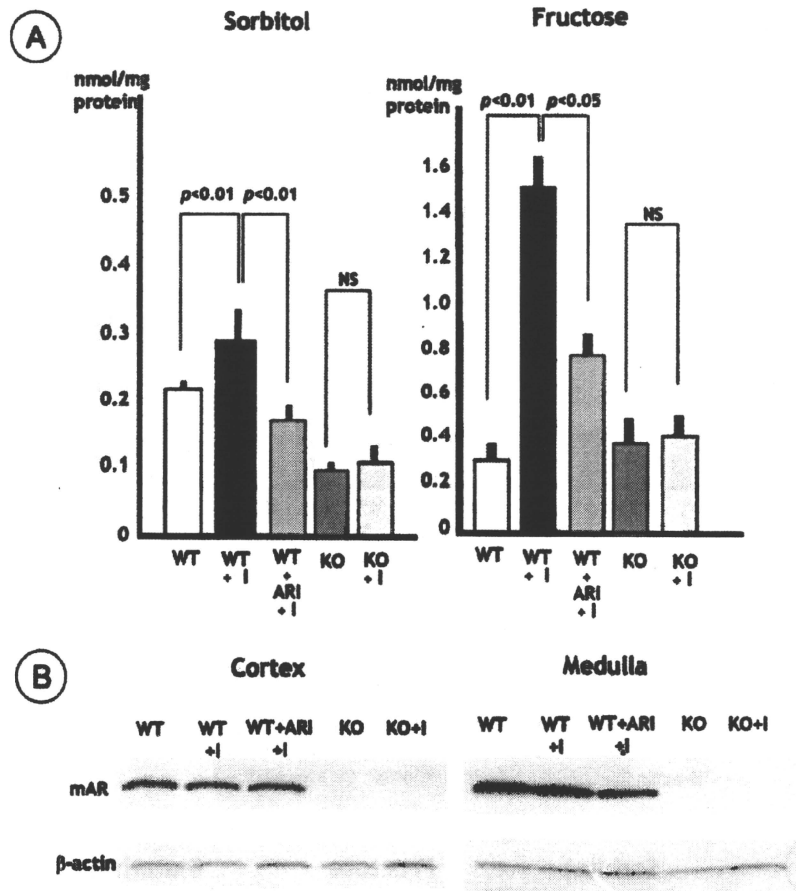 A
Sorbitol
Fructose
nmol/mg
protein
0.5
0.4
0.3
0.2
0.1
0
p<0.01
p<0.01
NS
WT
WT
+ I
WT
+
ARI
+ I
KO
KO
+ I
nmol/mg
protein
1.6
1.4
1.2
1.0
0.8
0.6
0.4
0.2
0
p<0.01
p<0.05
NS
WT
WT
+ I
WT
+
ARI
+ I
KO
KO
+ I
B
Cortex
Medulla
WT
WT
+I
WT+ARI
+I
KO
KO+I
WT
WT
+I
WT+ARI
+I
KO
KO+I
mAR
β-actin